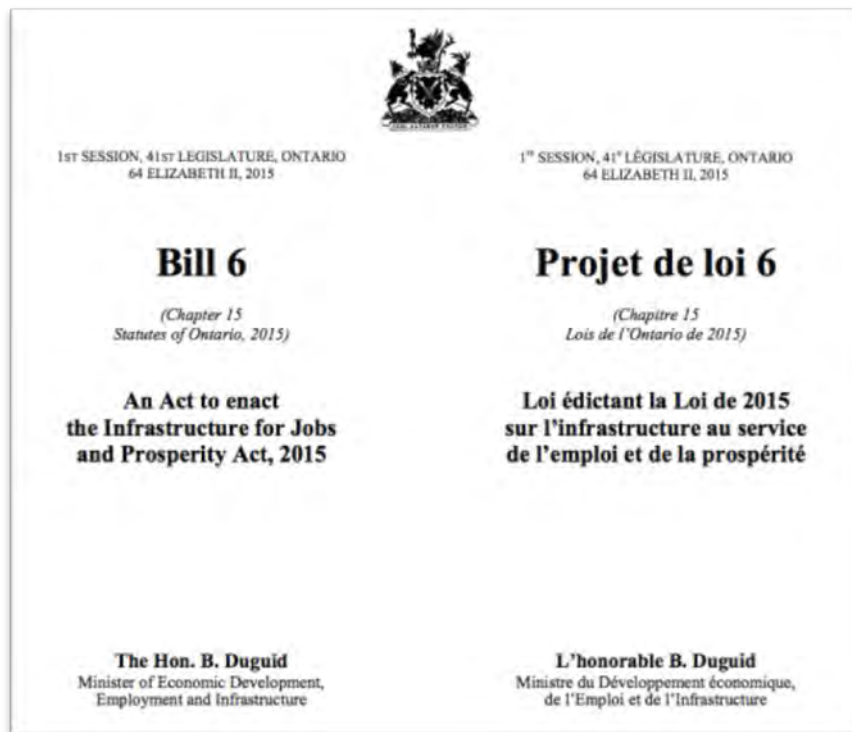 1ST SESSION, 41ST LEGISLATURE, ONTARIO
64 ELIZABETH II, 2015
Bill 6
(Chapter 15
Statutes of Ontario, 2015)
An Act to enact
the Infrastructure for Jobs
and Prosperity Act, 2015
The Hon. B. Duguid
Minister of Economic Development,
Employment and Infrastructure
1re SESSION, 41e LÉGISLATURE, ONTARIO
64 ELIZABETH II, 2015
Projet de loi 6
(Chapitre 15
Lois de l’Ontario de 2015)
Loi édictant la Loi de 2015
sur l’infrastructure au service
de l’emploi et de la prospérité
L’honorable B. Duguid
Ministre du Développement économique,
de l’Emploi et de l’Infrastructure